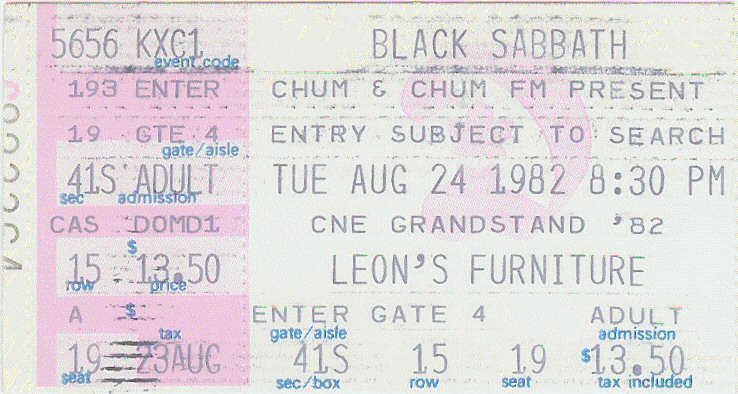 5656 KXC1
event code
193 ENTER
19 GTE 4
gate/aisle
41S ADULT
sec admission
CAS DOMD1
$
15 13.50
row price
A $
tax
19 23AUG
seat
BLACK SABBATH
CHUM & CHUM FM PRESENT
ENTRY SUBJECT TO SEARCH
TUE AUG 24 1982 8:30 PM
CNE GRANDSTAND '82
LEON'S FURNITURE
ENTER GATE 4 ADULT
gate/aisle admission
41S 15 19 $13.50
sec/box row seat tax included